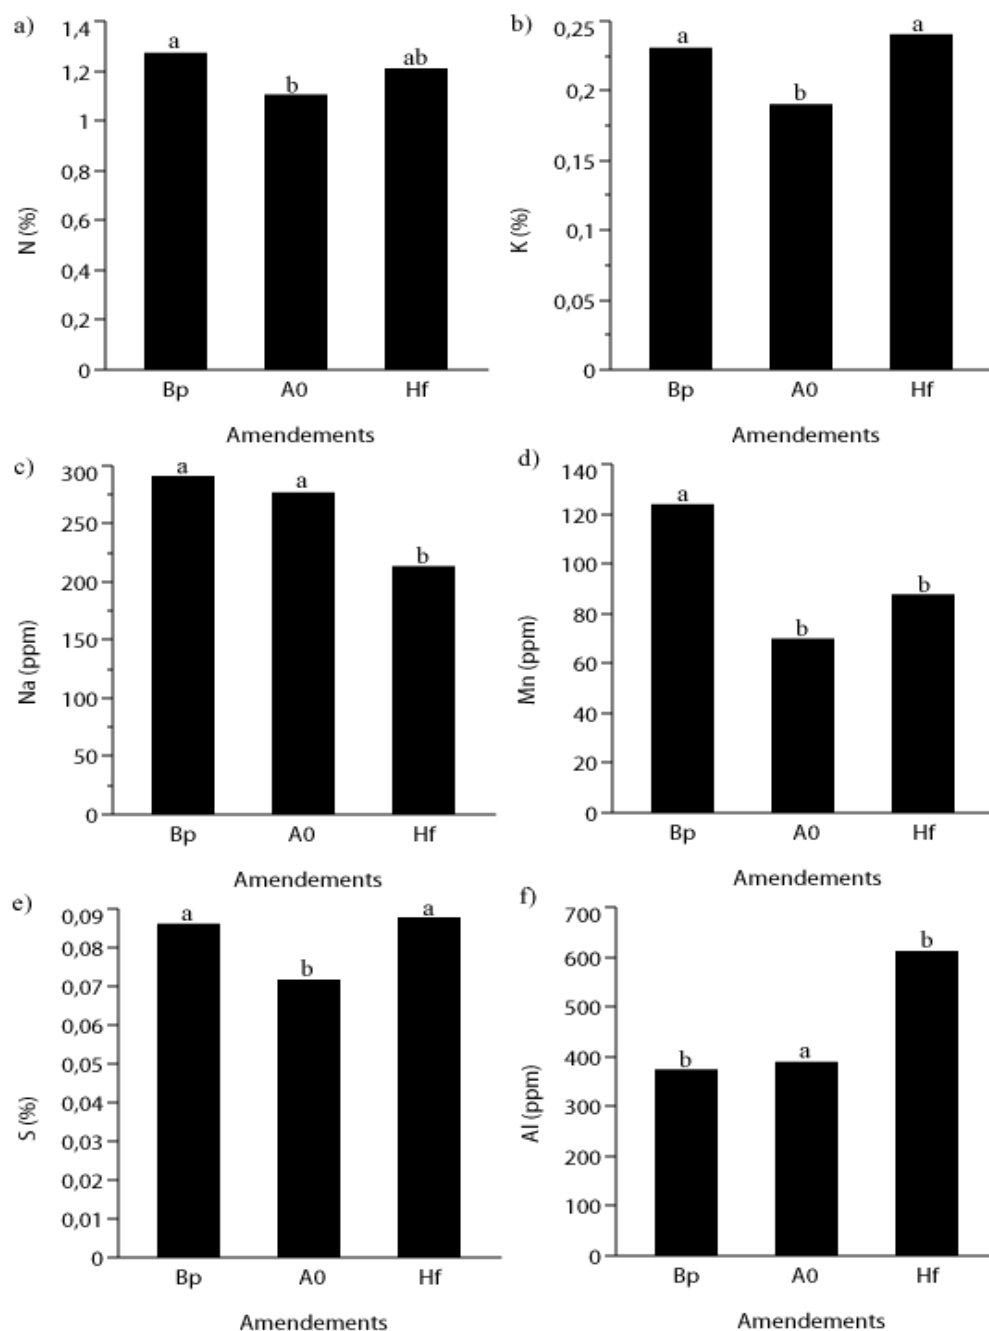 a)
1,4
1,2
1
0,8
0,6
0,4
0,2
0
N (%)
a
b
ab
Bp A0 Hf
Amendements
b)
0,25
0,2
0,15
0,1
0,05
0
K (%)
a
b
a
Bp A0 Hf
Amendements
c)
300
250
200
150
100
50
0
Na (ppm)
a
a
b
Bp A0 Hf
Amendements
d)
140
120
100
80
60
40
20
0
Mn (ppm)
a
b
b
Bp A0 Hf
Amendements
e)
0,09
0,08
0,07
0,06
0,05
0,04
0,03
0,02
0,01
0
S (%)
a
b
a
Bp A0 Hf
Amendements
f)
700
600
500
400
300
200
100
0
Al (ppm)
b
a
b
Bp A0 Hf
Amendements